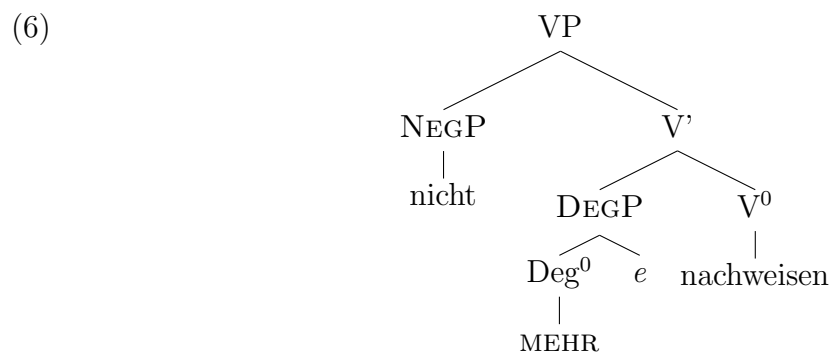 (6) VP
NEGP V’
nicht DEGP V⁰
Deg⁰ e nachweisen
MEHR